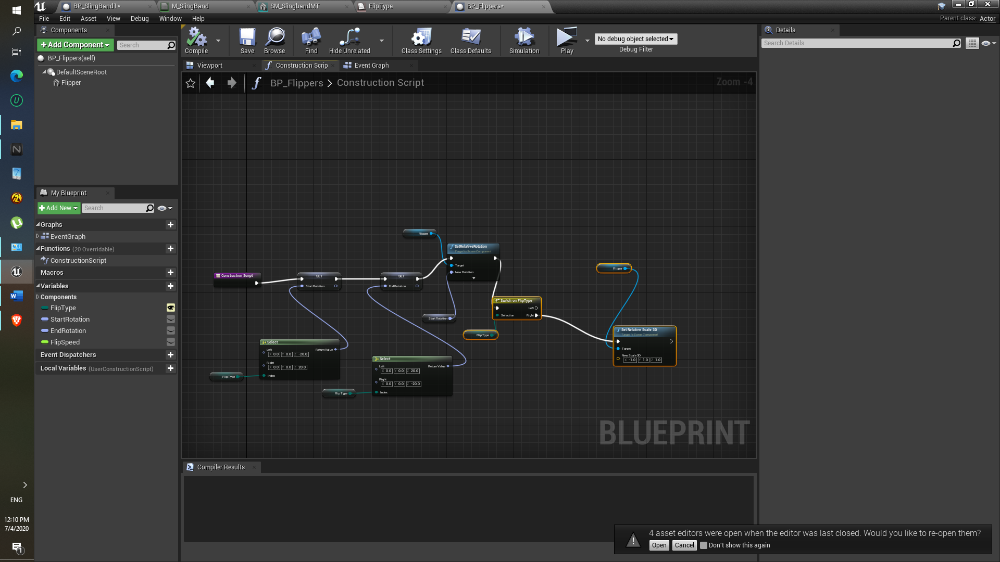 BP_SlingBand1*
M_SlingBand
SM_SlingbandMT
FlipType
BP_Flippers*
File
Edit
Asset
View
Debug
Window
Help
Parent class: Actor
Components
+Add Component
Search
BP_Flippers(self)
DefaultSceneRoot
Flipper
Compile
Save
Browse
Find
Hide Unrelated
Class Settings
Class Defaults
Simulation
Play
No debug object selected
Debug Filter
Details
Search Details
Viewport
Construction Scrip
Event Graph
BP_Flippers > Construction Script
Zoom -4
My Blueprint
+Add New
Search
Graphs
EventGraph
Functions (20 Overridable)
ConstructionScript
Macros
Variables
Components
FlipType
StartRotation
EndRotation
FlipSpeed
Event Dispatchers
Local Variables (UserConstructionScript)
Flipper
SetRelativeRotation
Target is Scene Component
Target
New Rotation
Construction Script
SET
Start Rotation
SET
End Rotation
Start Rotation
Switch on FlipType
Left
Selection
Right
Flip Type
Flipper
Set Relative Scale 3D
Target is Scene Component
Target
New Scale 3D
X -1.0 Y 1.0 Z 1.0
Select
Left
Return Value
X 0.0 Y 0.0 Z -20.0
Right
X 0.0 Y 0.0 Z 20.0
Index
Flip Type
Select
Left
Return Value
X 0.0 Y 0.0 Z 20.0
Right
X 0.0 Y 0.0 Z -20.0
Index
Flip Type
BLUEPRINT
Compiler Results
4 asset editors were open when the editor was last closed. Would you like to re-open them?
Open
Cancel
Don't show this again
ENG
12:10 PM
7/4/2020
1